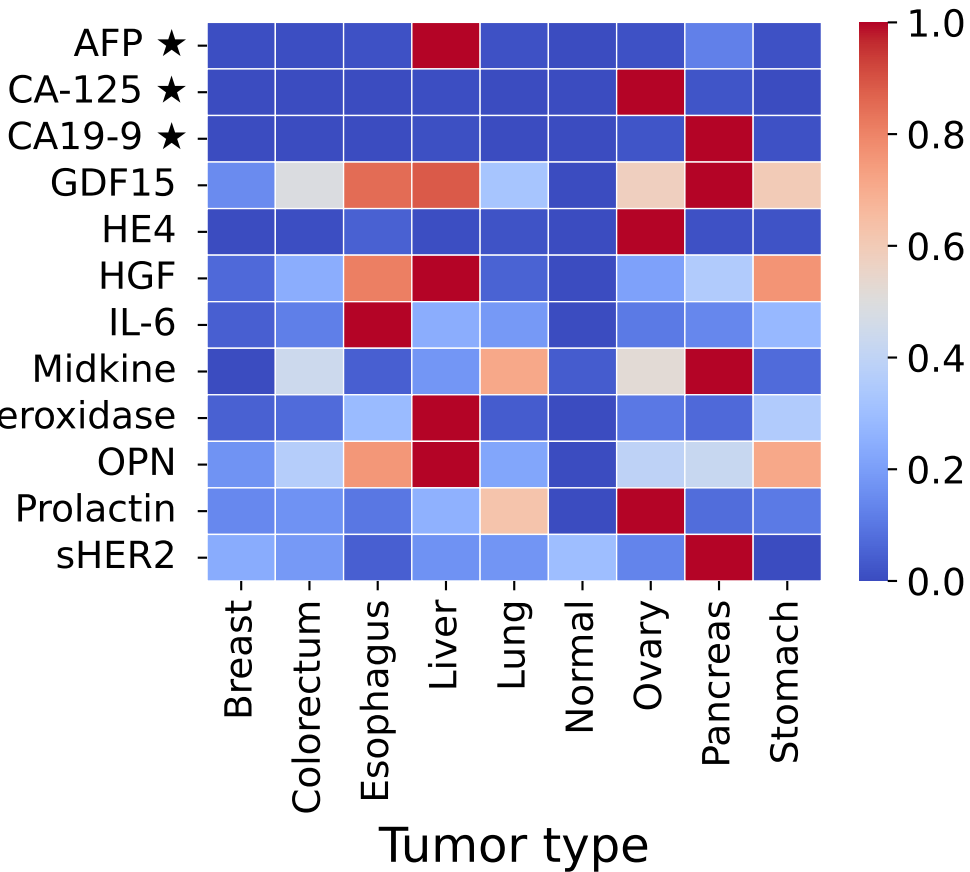 AFP ★
CA-125 ★
CA19-9 ★
GDF15
HE4
HGF
IL-6
Midkine
eroxidase
OPN
Prolactin
sHER2
Breast
Colorectum
Esophagus
Liver
Lung
Normal
Ovary
Pancreas
Stomach
Tumor type
1.0
0.8
0.6
0.4
0.2
0.0